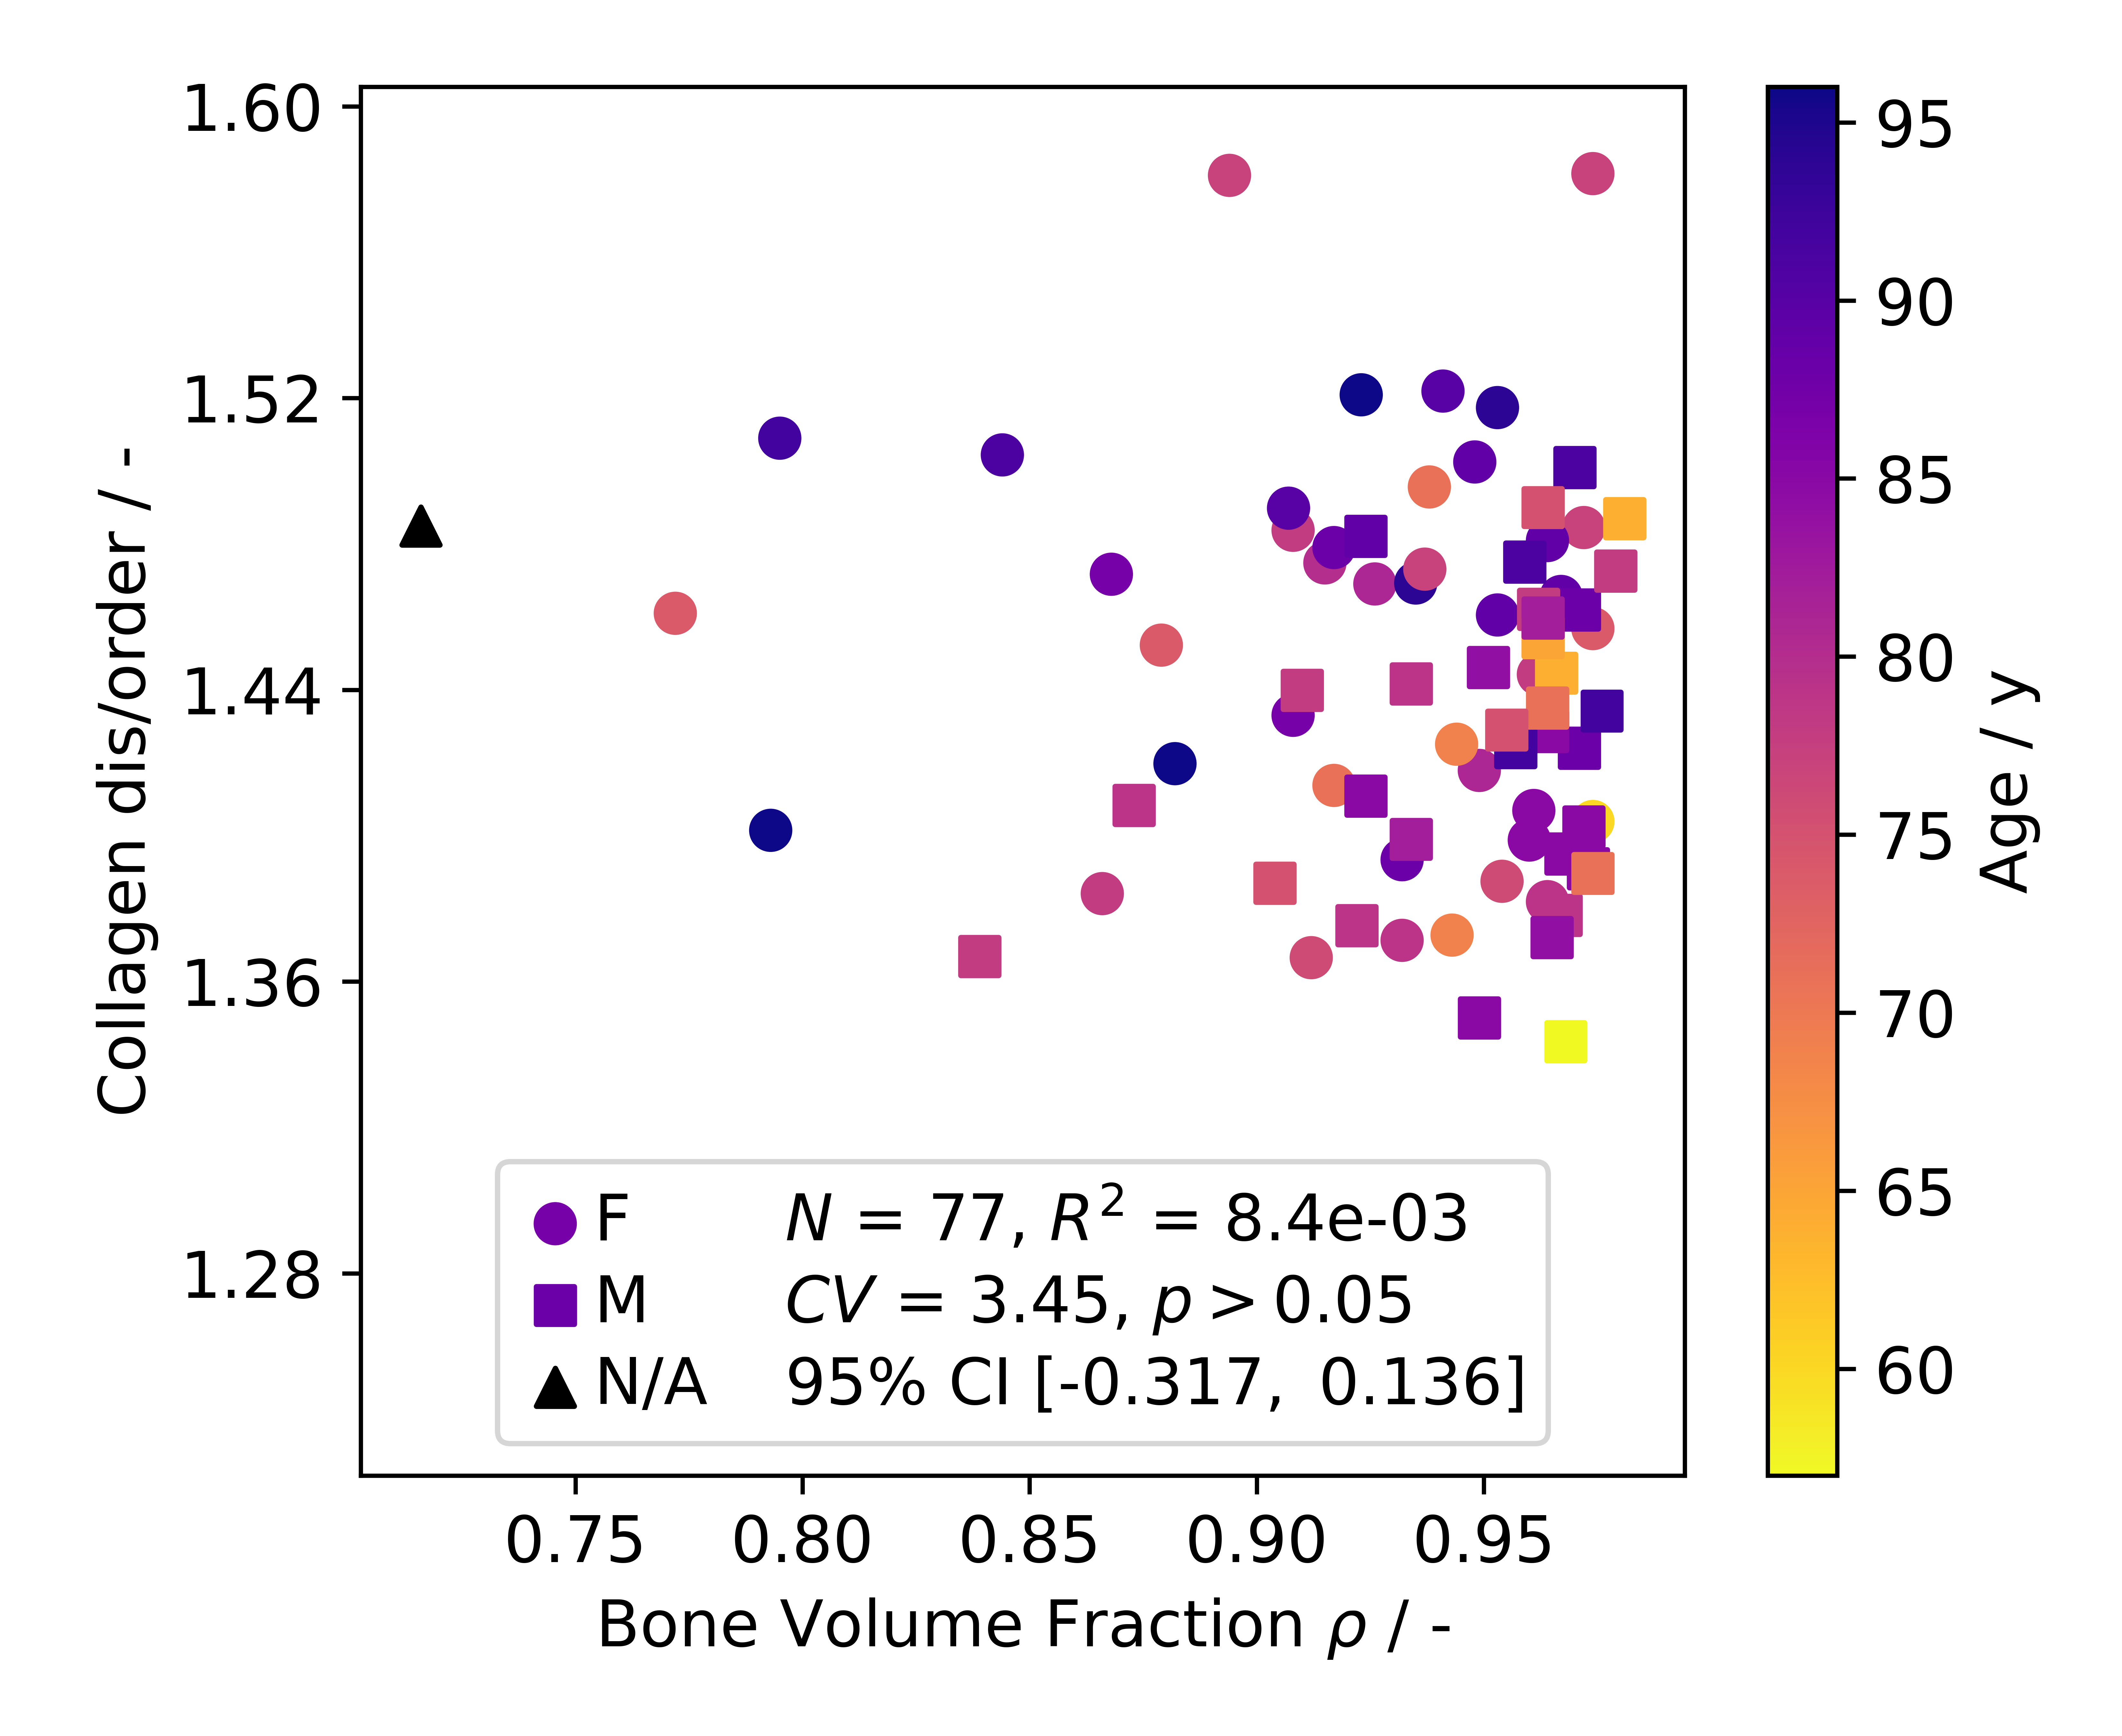 Collagen dis/order / -
1.60
1.52
1.44
1.36
1.28
F N = 77, R² = 8.4e-03
M CV = 3.45, p > 0.05
N/A 95% CI [-0.317, 0.136]
0.75 0.80 0.85 0.90 0.95
Bone Volume Fraction ρ / -
95
90
85
80
75
70
65
60
Age / y